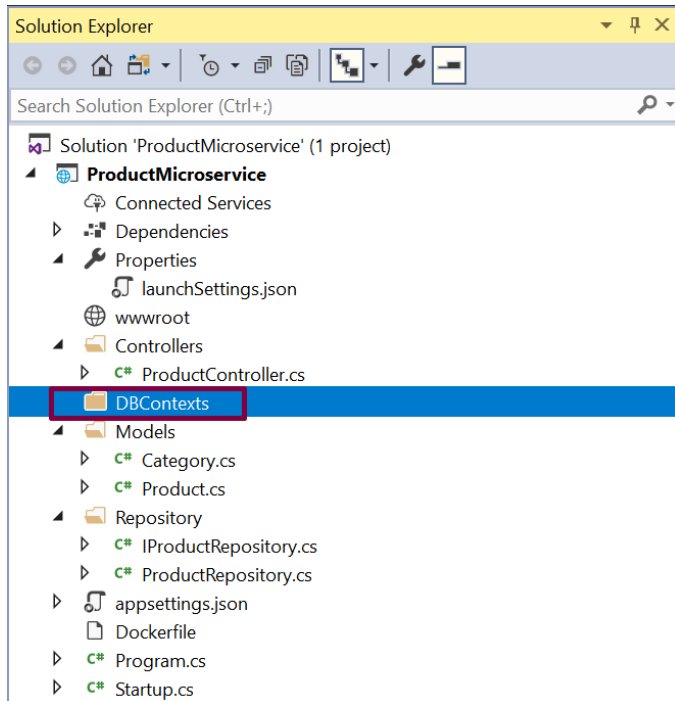 Solution Explorer
Search Solution Explorer (Ctrl+;)
Solution 'ProductMicroservice' (1 project)
ProductMicroservice
Connected Services
Dependencies
Properties
launchSettings.json
wwwroot
Controllers
C# ProductController.cs
DBContexts
Models
C# Category.cs
C# Product.cs
Repository
C# IProductRepository.cs
C# ProductRepository.cs
appsettings.json
Dockerfile
C# Program.cs
C# Startup.cs